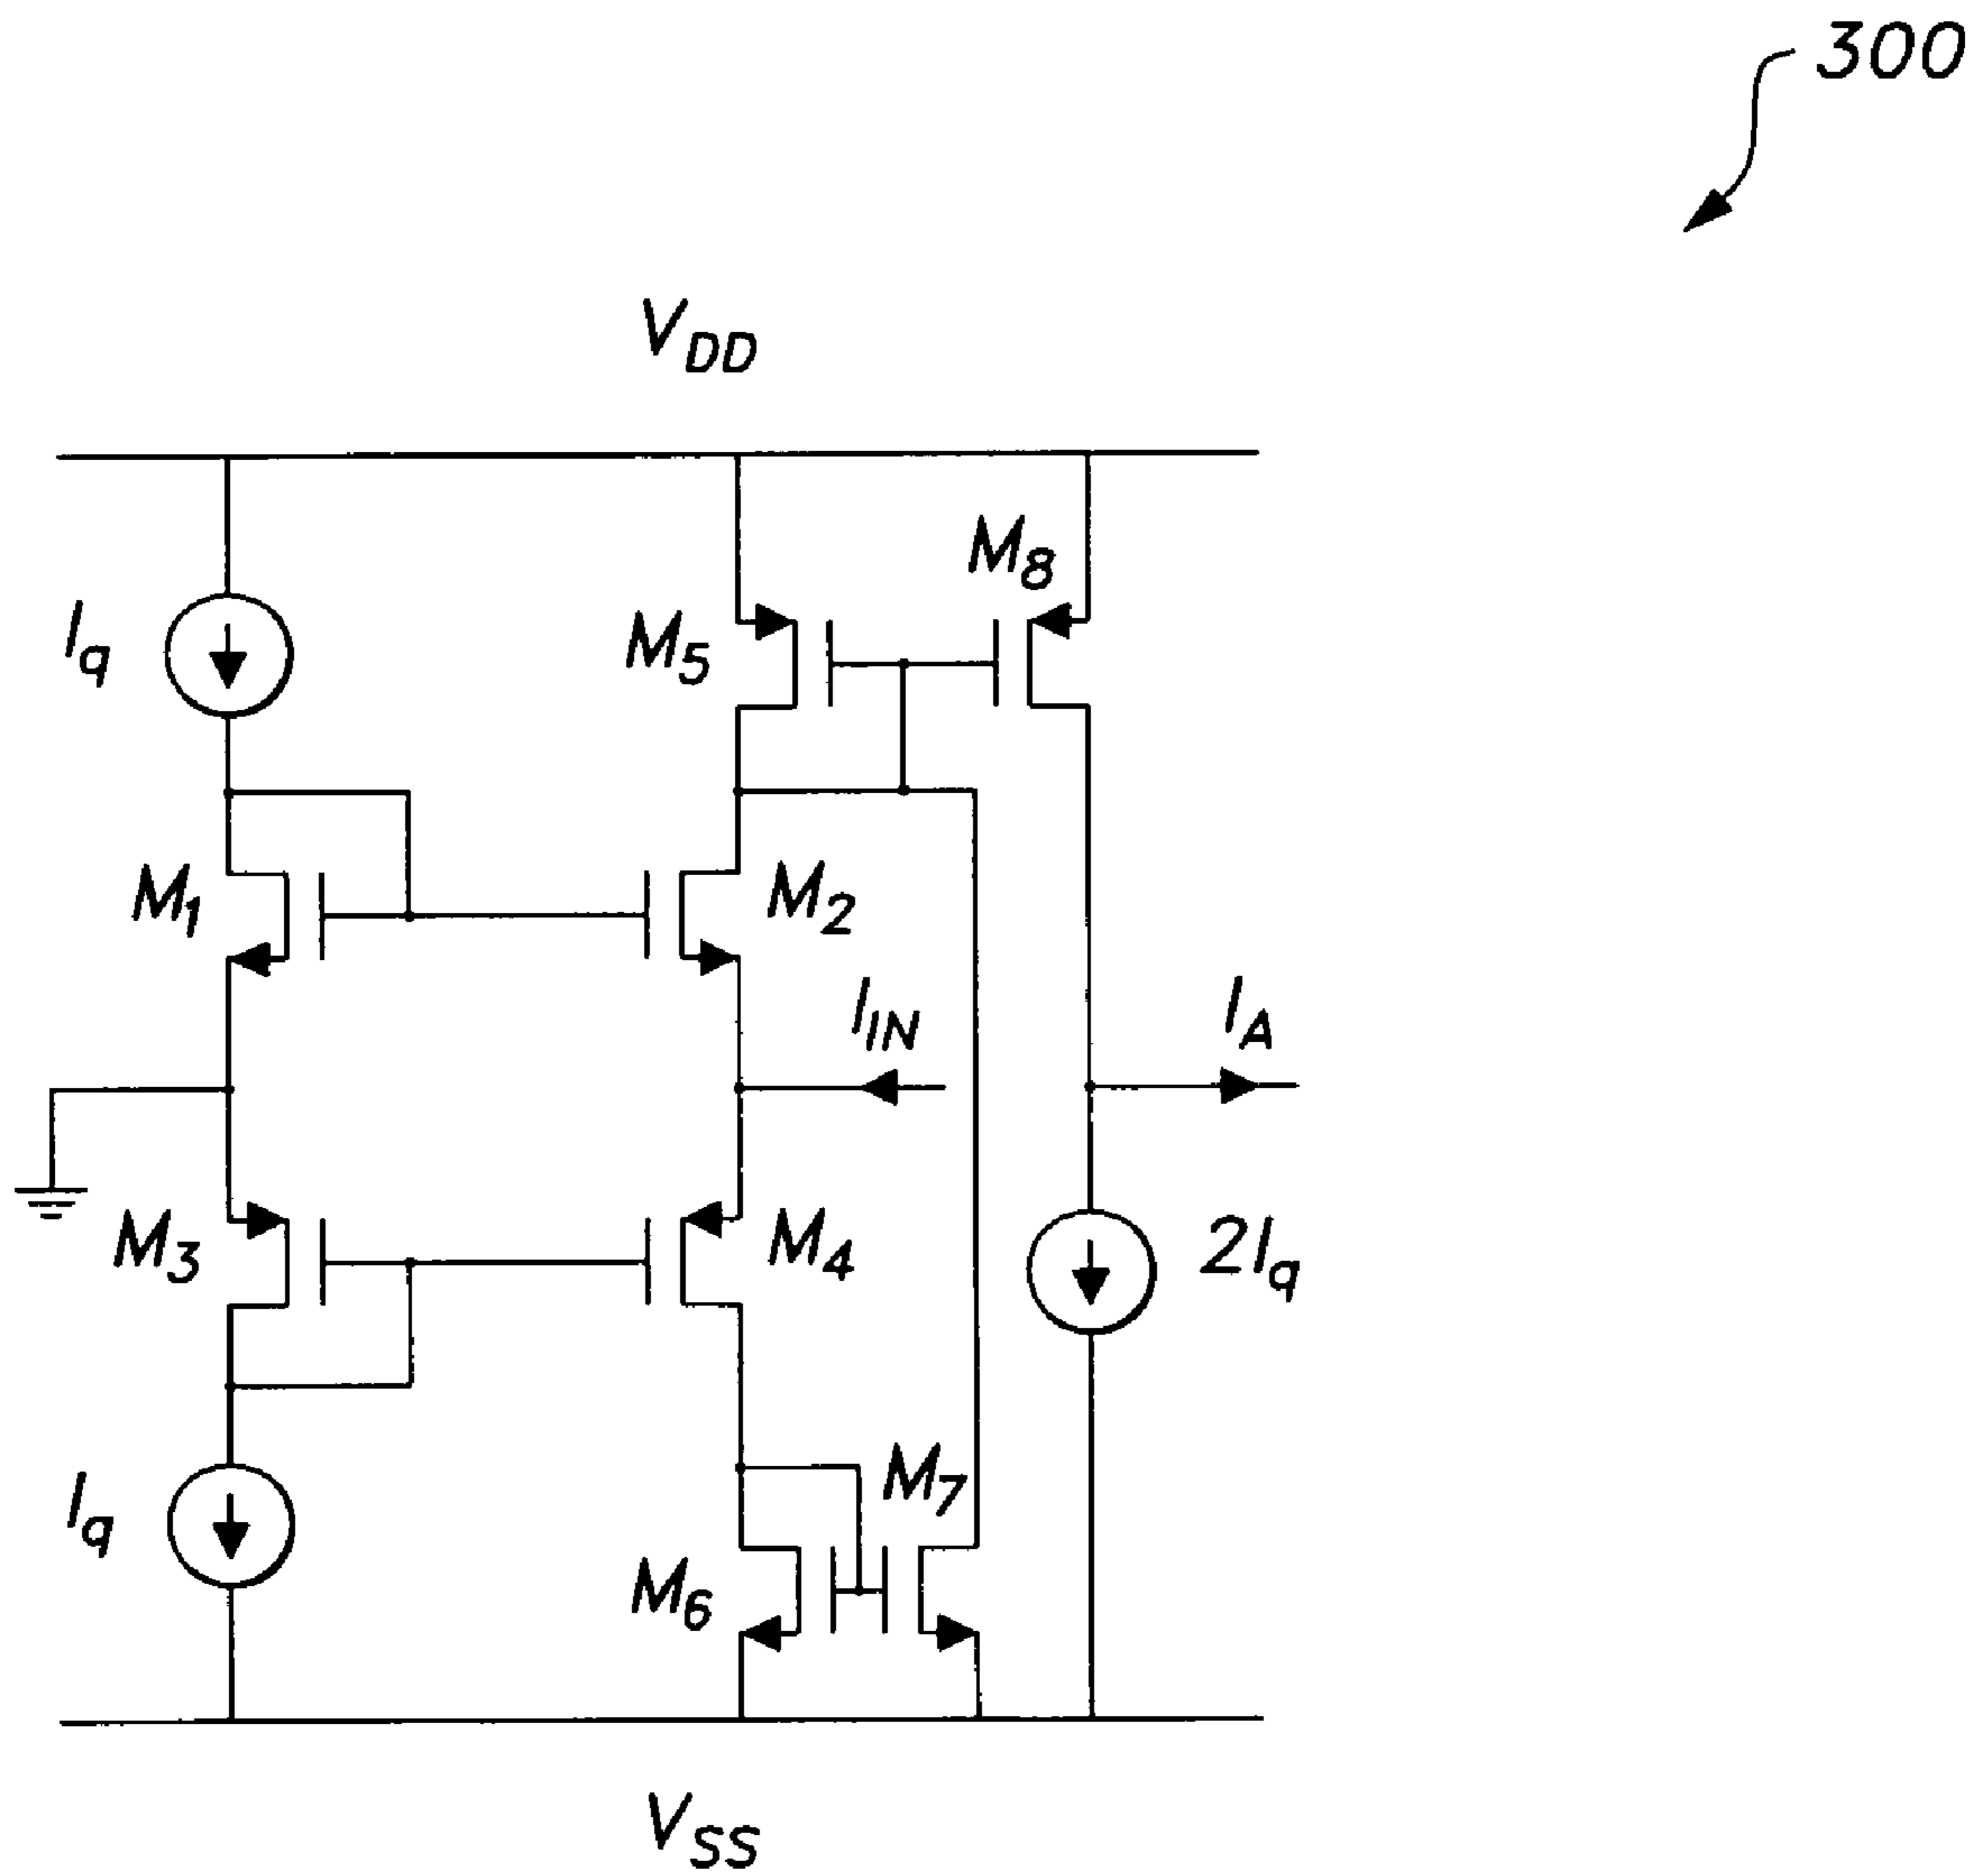 300
V_DD
M_8
I_q
M_5
M_1
M_2
I_IN
I_A
M_3
M_4
2I_q
I_q
M_7
M_6
V_SS